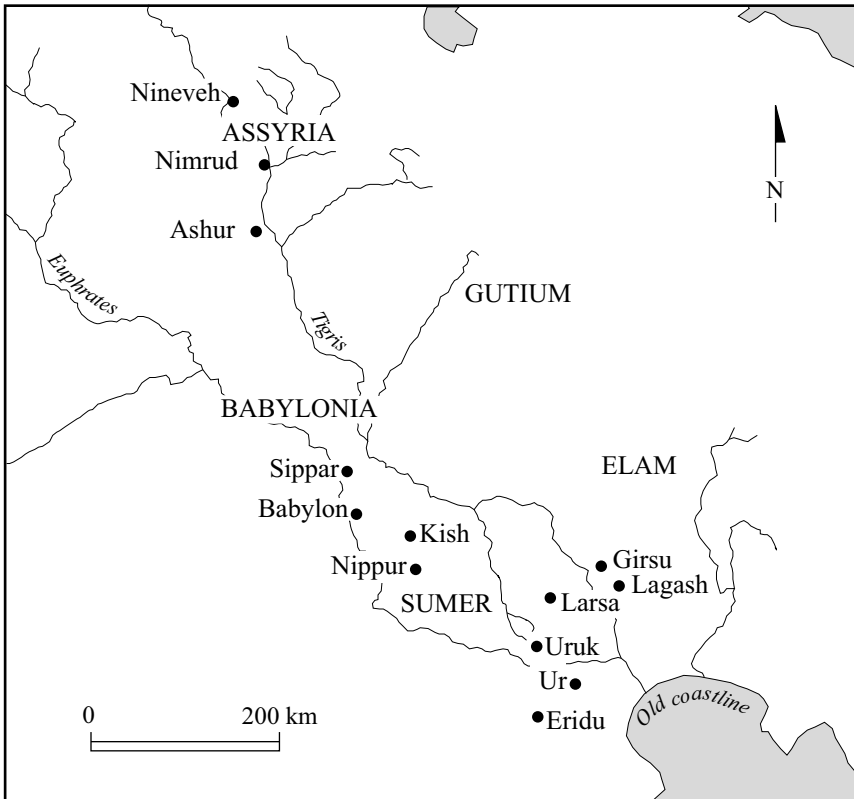 Nineveh
ASSYRIA
Nimrud
N
Ashur
Euphrates
GUTIUM
Tigris
BABYLONIA
ELAM
Sippar
Babylon
Kish
Girsu
Nippur
Lagash
SUMER
Larsa
Uruk
Ur
Old coastline
0 200 km
Eridu